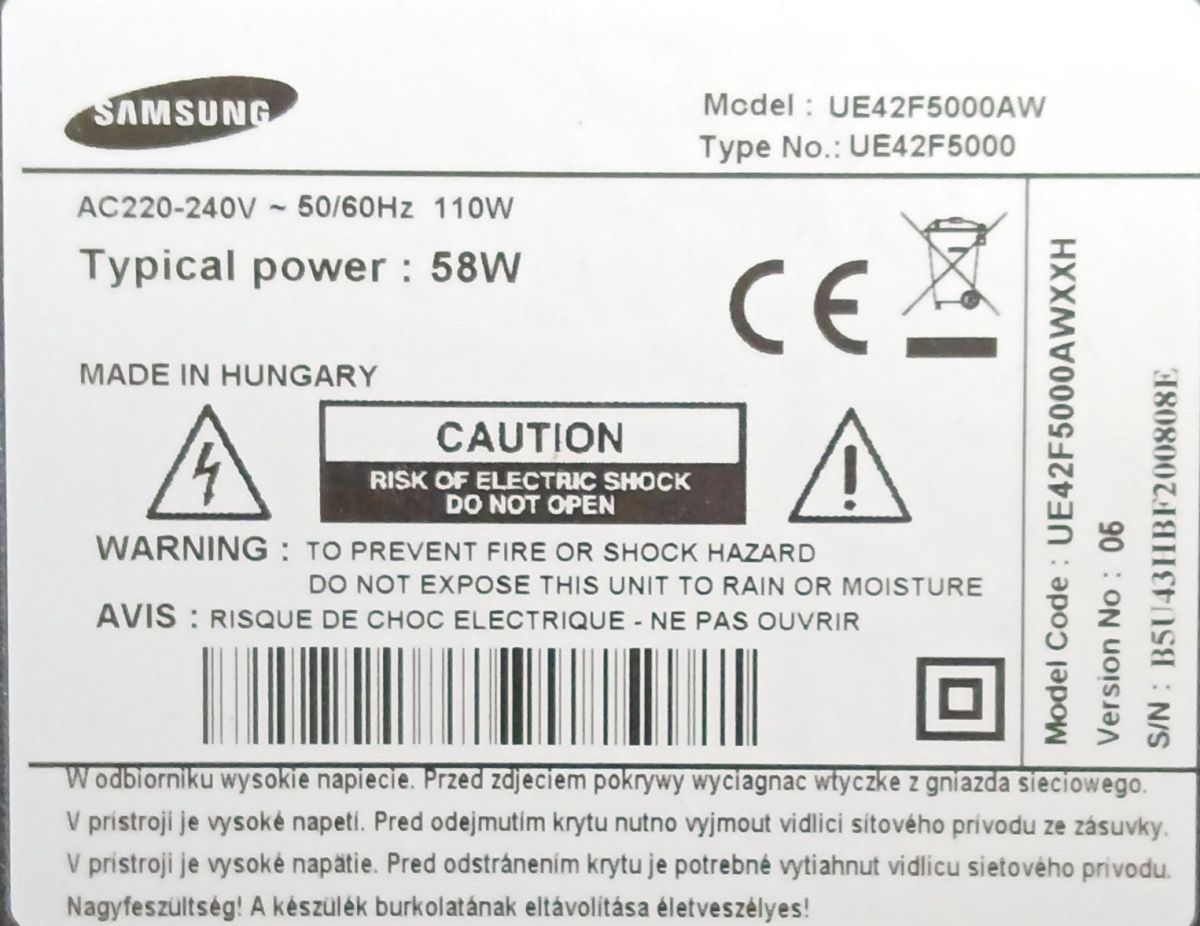 SAMSUNG
Model : UE42F5000AW
Type No.: UE42F5000
AC220-240V ~ 50/60Hz 110W
Typical power : 58W
CE
MADE IN HUNGARY
CAUTION
RISK OF ELECTRIC SHOCK
DO NOT OPEN
WARNING : TO PREVENT FIRE OR SHOCK HAZARD
DO NOT EXPOSE THIS UNIT TO RAIN OR MOISTURE
AVIS : RISQUE DE CHOC ELECTRIQUE - NE PAS OUVRIR
Model Code : UE42F5000AWXXH
Version No : 06
S/N : B5U43HBF200808E
W odbiorniku wysokie napiecie. Przed zdjeciem pokrywy wyciagnac wtyczke z gniazda sieciowego.
V pristroji je vysoké napetí. Pred odejmutím krytu nutno vyjmout vidlici sítového prívodu ze zásuvky.
V prístroji je vysoké napätie. Pred odstránením krytu je potrebné vytiahnut vidlicu sietového prívodu.
Nagyfeszültség! A készülék burkolatának eltávolítása életveszélyes!